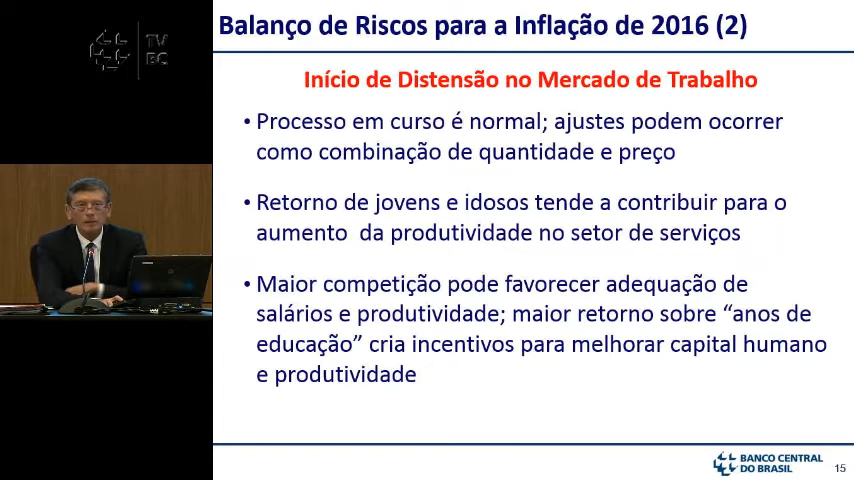 TV
BC
Balanço de Riscos para a Inflação de 2016 (2)
Início de Distensão no Mercado de Trabalho
• Processo em curso é normal; ajustes podem ocorrer
como combinação de quantidade e preço
• Retorno de jovens e idosos tende a contribuir para o
aumento da produtividade no setor de serviços
• Maior competição pode favorecer adequação de
salários e produtividade; maior retorno sobre “anos de
educação” cria incentivos para melhorar capital humano
e produtividade
BANCO CENTRAL
DO BRASIL
15